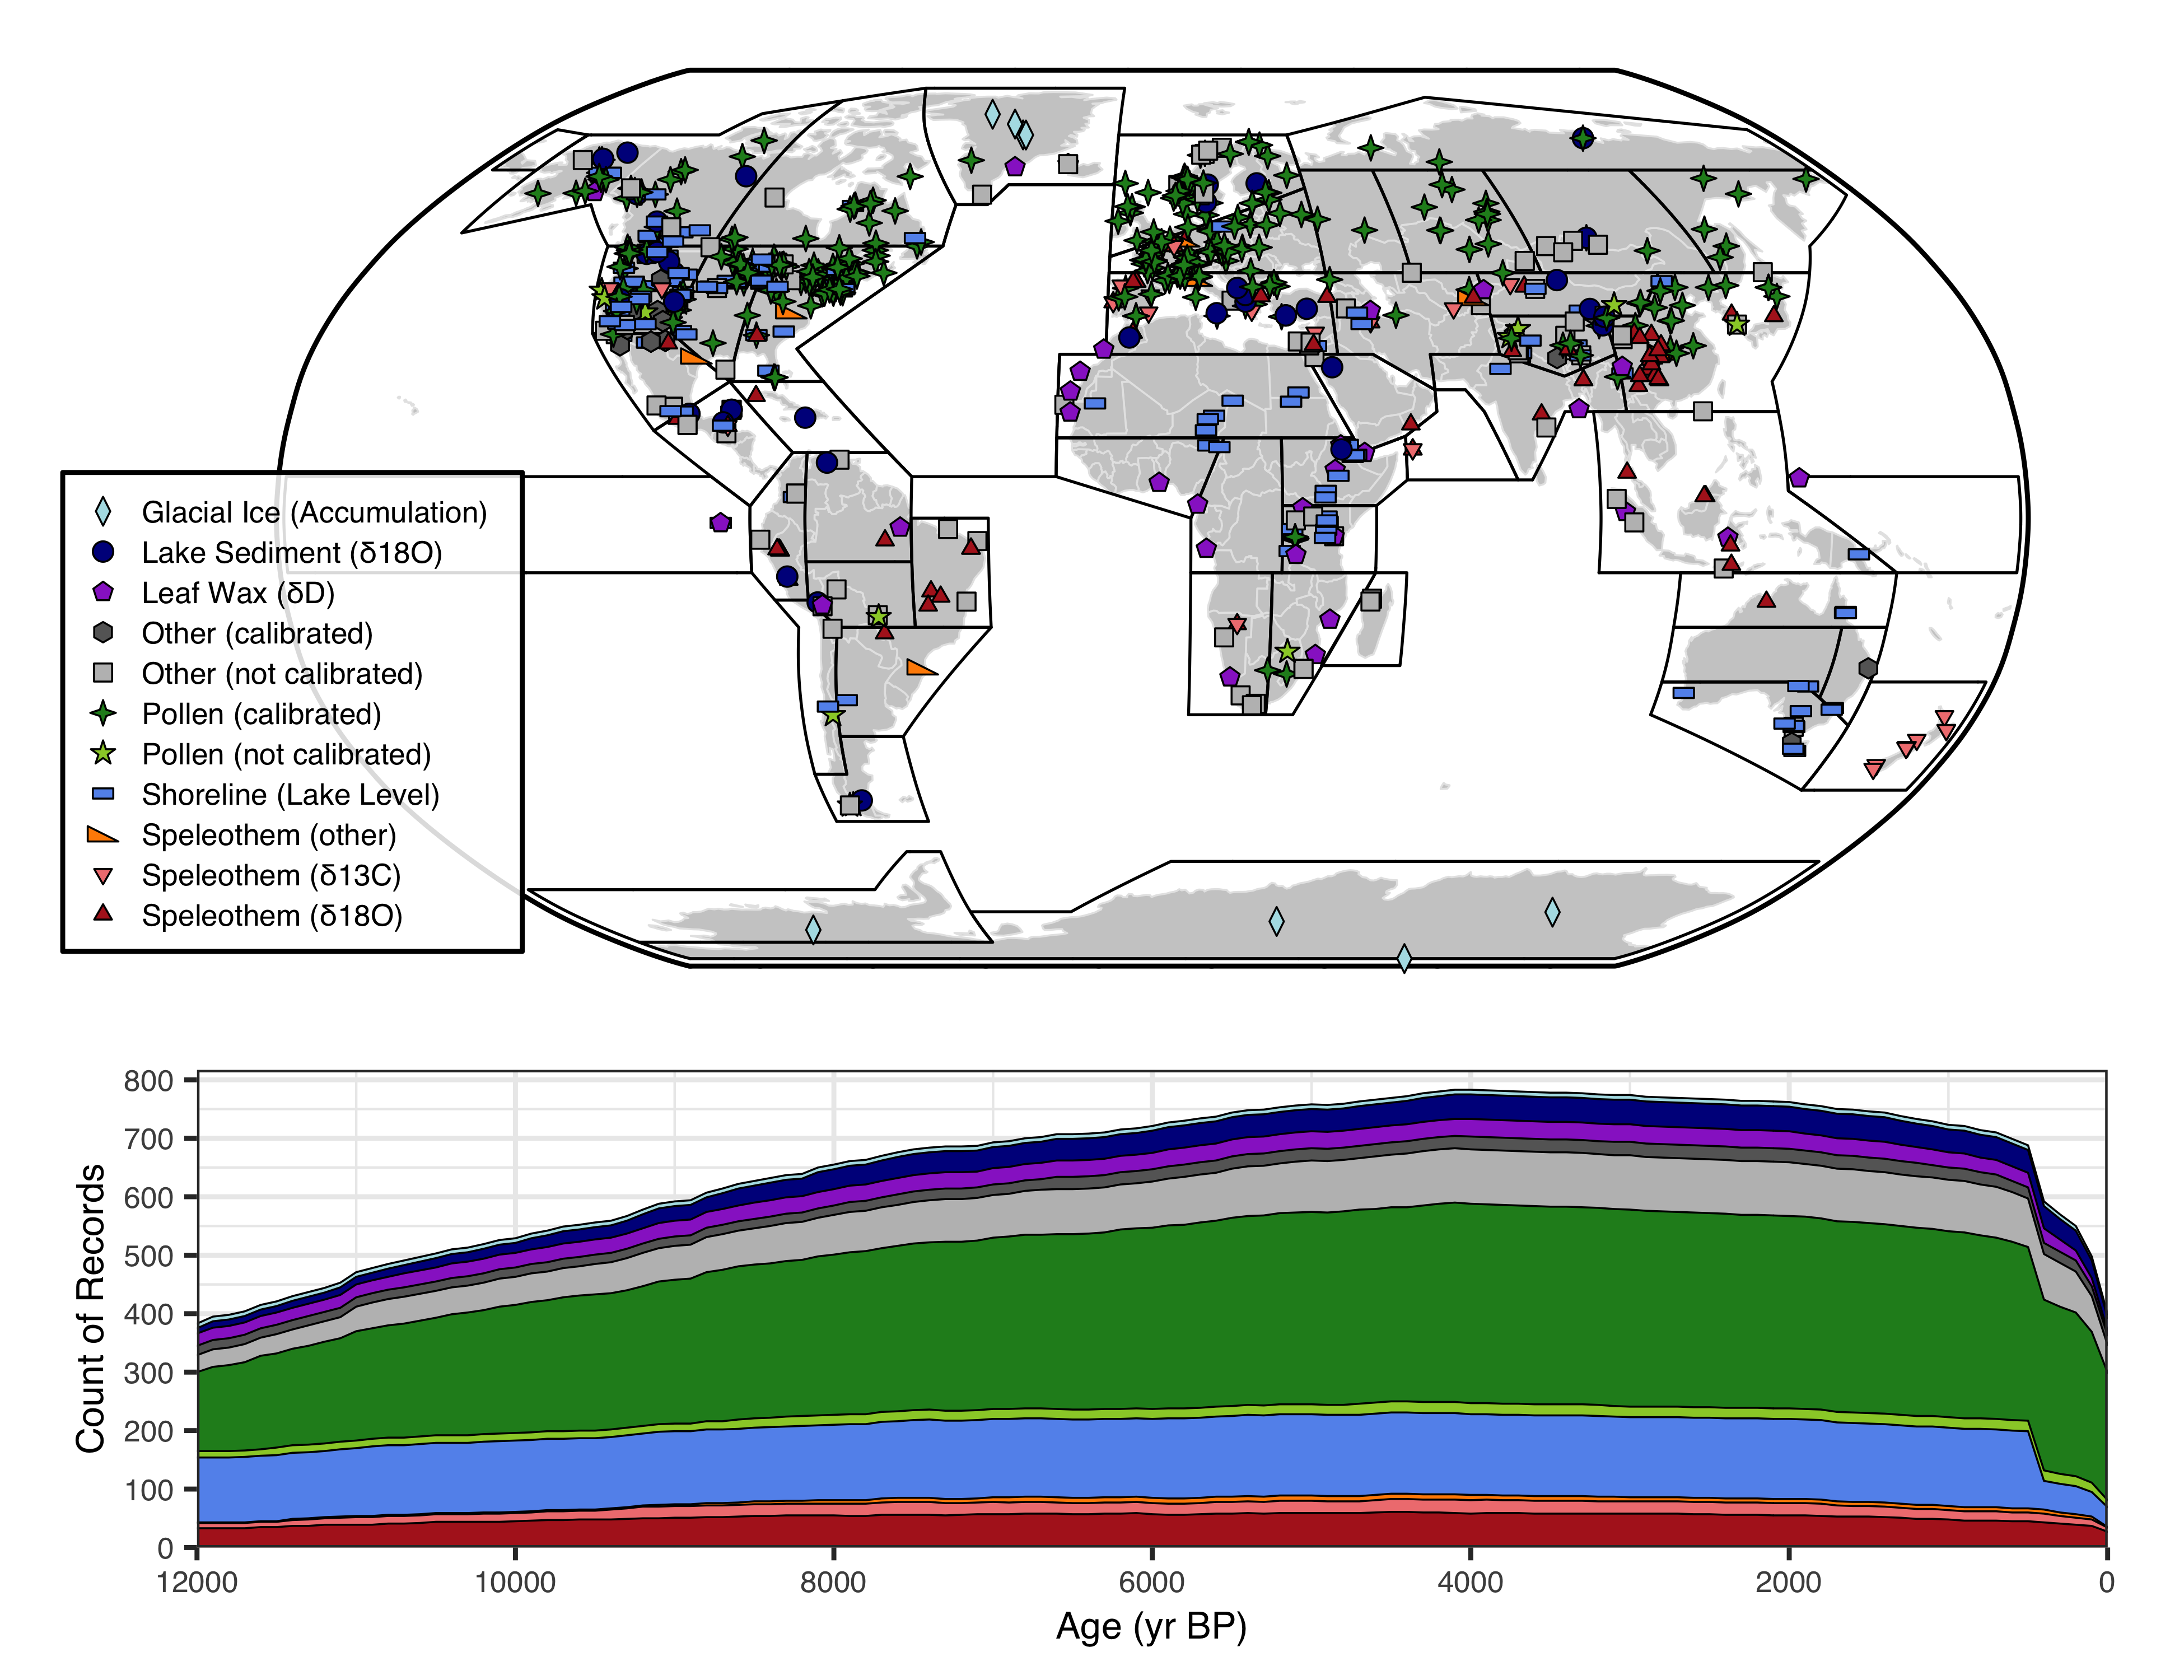 Glacial Ice (Accumulation)
Lake Sediment (δ18O)
Leaf Wax (δD)
Other (calibrated)
Other (not calibrated)
Pollen (calibrated)
Pollen (not calibrated)
Shoreline (Lake Level)
Speleothem (other)
Speleothem (δ13C)
Speleothem (δ18O)
Count of Records
800
700
600
500
400
300
200
100
0
12000 10000 8000 6000 4000 2000 0
Age (yr BP)